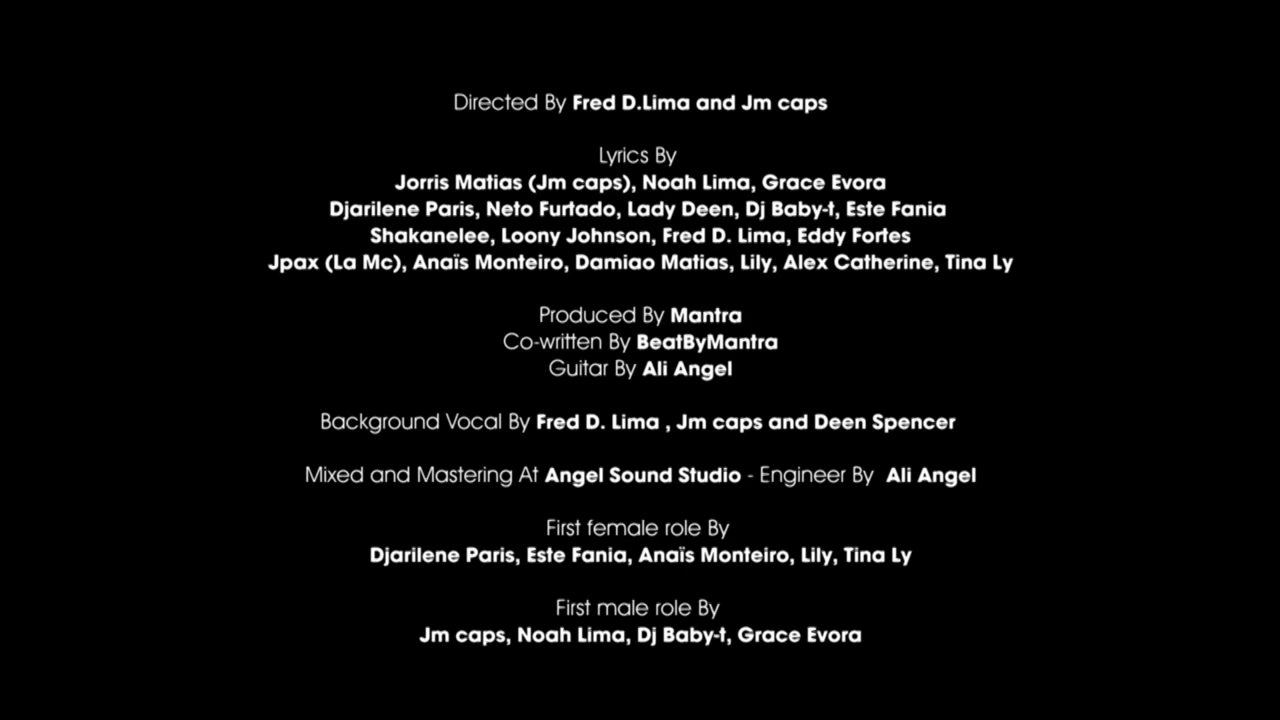 Directed By Fred D.Lima and Jm caps
Lyrics By
Jorris Matias (Jm caps), Noah Lima, Grace Evora
Djarilene Paris, Neto Furtado, Lady Deen, Dj Baby-t, Este Fania
Shakanelee, Loony Johnson, Fred D. Lima, Eddy Fortes
Jpax (La Mc), Anaïs Monteiro, Damiao Matias, Lily, Alex Catherine, Tina Ly
Produced By Mantra
Co-written By BeatByMantra
Guitar By Ali Angel
Background Vocal By Fred D. Lima , Jm caps and Deen Spencer
Mixed and Mastering At Angel Sound Studio - Engineer By  Ali Angel
First female role By
Djarilene Paris, Este Fania, Anaïs Monteiro, Lily, Tina Ly
First male role By
Jm caps, Noah Lima, Dj Baby-t, Grace Evora